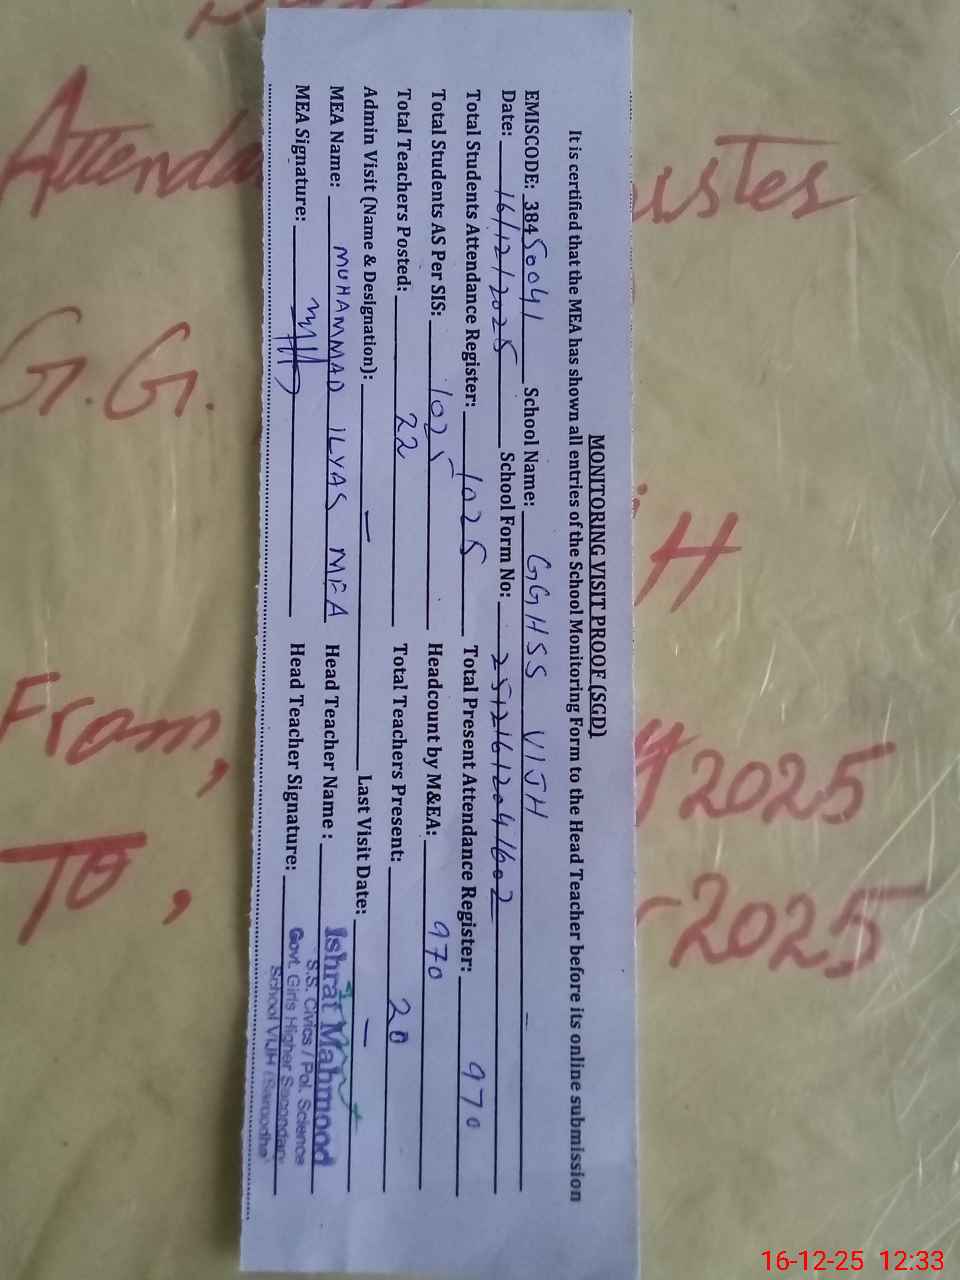 MONITORING VISIT PROOF (SGD)
It is certified that the MEA has shown all entries of the School Monitoring Form to the Head Teacher before its online submission
EMISCODE: 38450041 School Name: GGHSS VIJH
Date: 16/12/2025 School Form No: 251216120941602
Total Students Attendance Register: 1025 Total Present Attendance Register: 970
Total Students AS Per SIS: 1025 Headcount by M&EA: 970
Total Teachers Posted: 22 Total Teachers Present: 20
Admin Visit (Name & Designation): — Last Visit Date: —
MEA Name: MUHAMMAD ILYAS MEA Head Teacher Name :
MEA Signature: Head Teacher Signature:
Ishrat Mahmood
S.S. Civics / Pol. Science
Govt. Girls Higher Secondary
School VIJH (Sargodha)
G.G. H
From, 2025
To, -2025
16-12-25 12:33